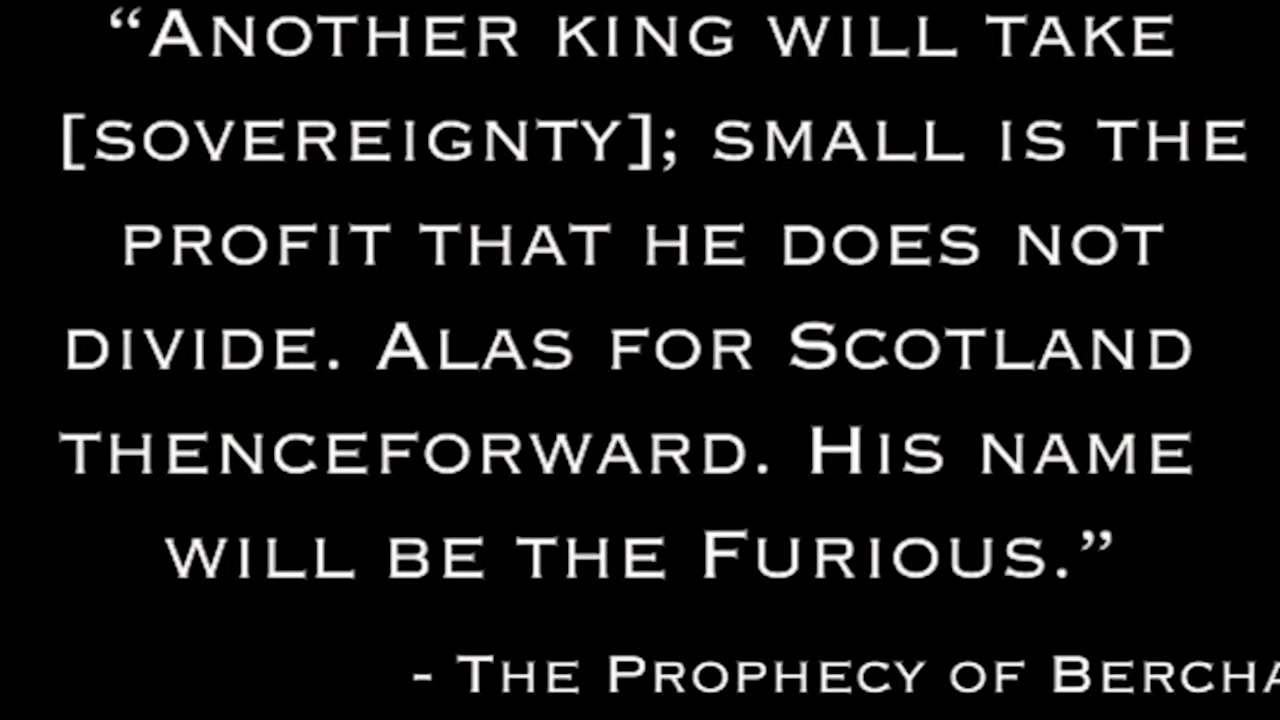 “Another king will take
[sovereignty]; small is the
profit that he does not
divide. Alas for Scotland
thenceforward. His name
will be the Furious.”
- The Prophecy of Bercha